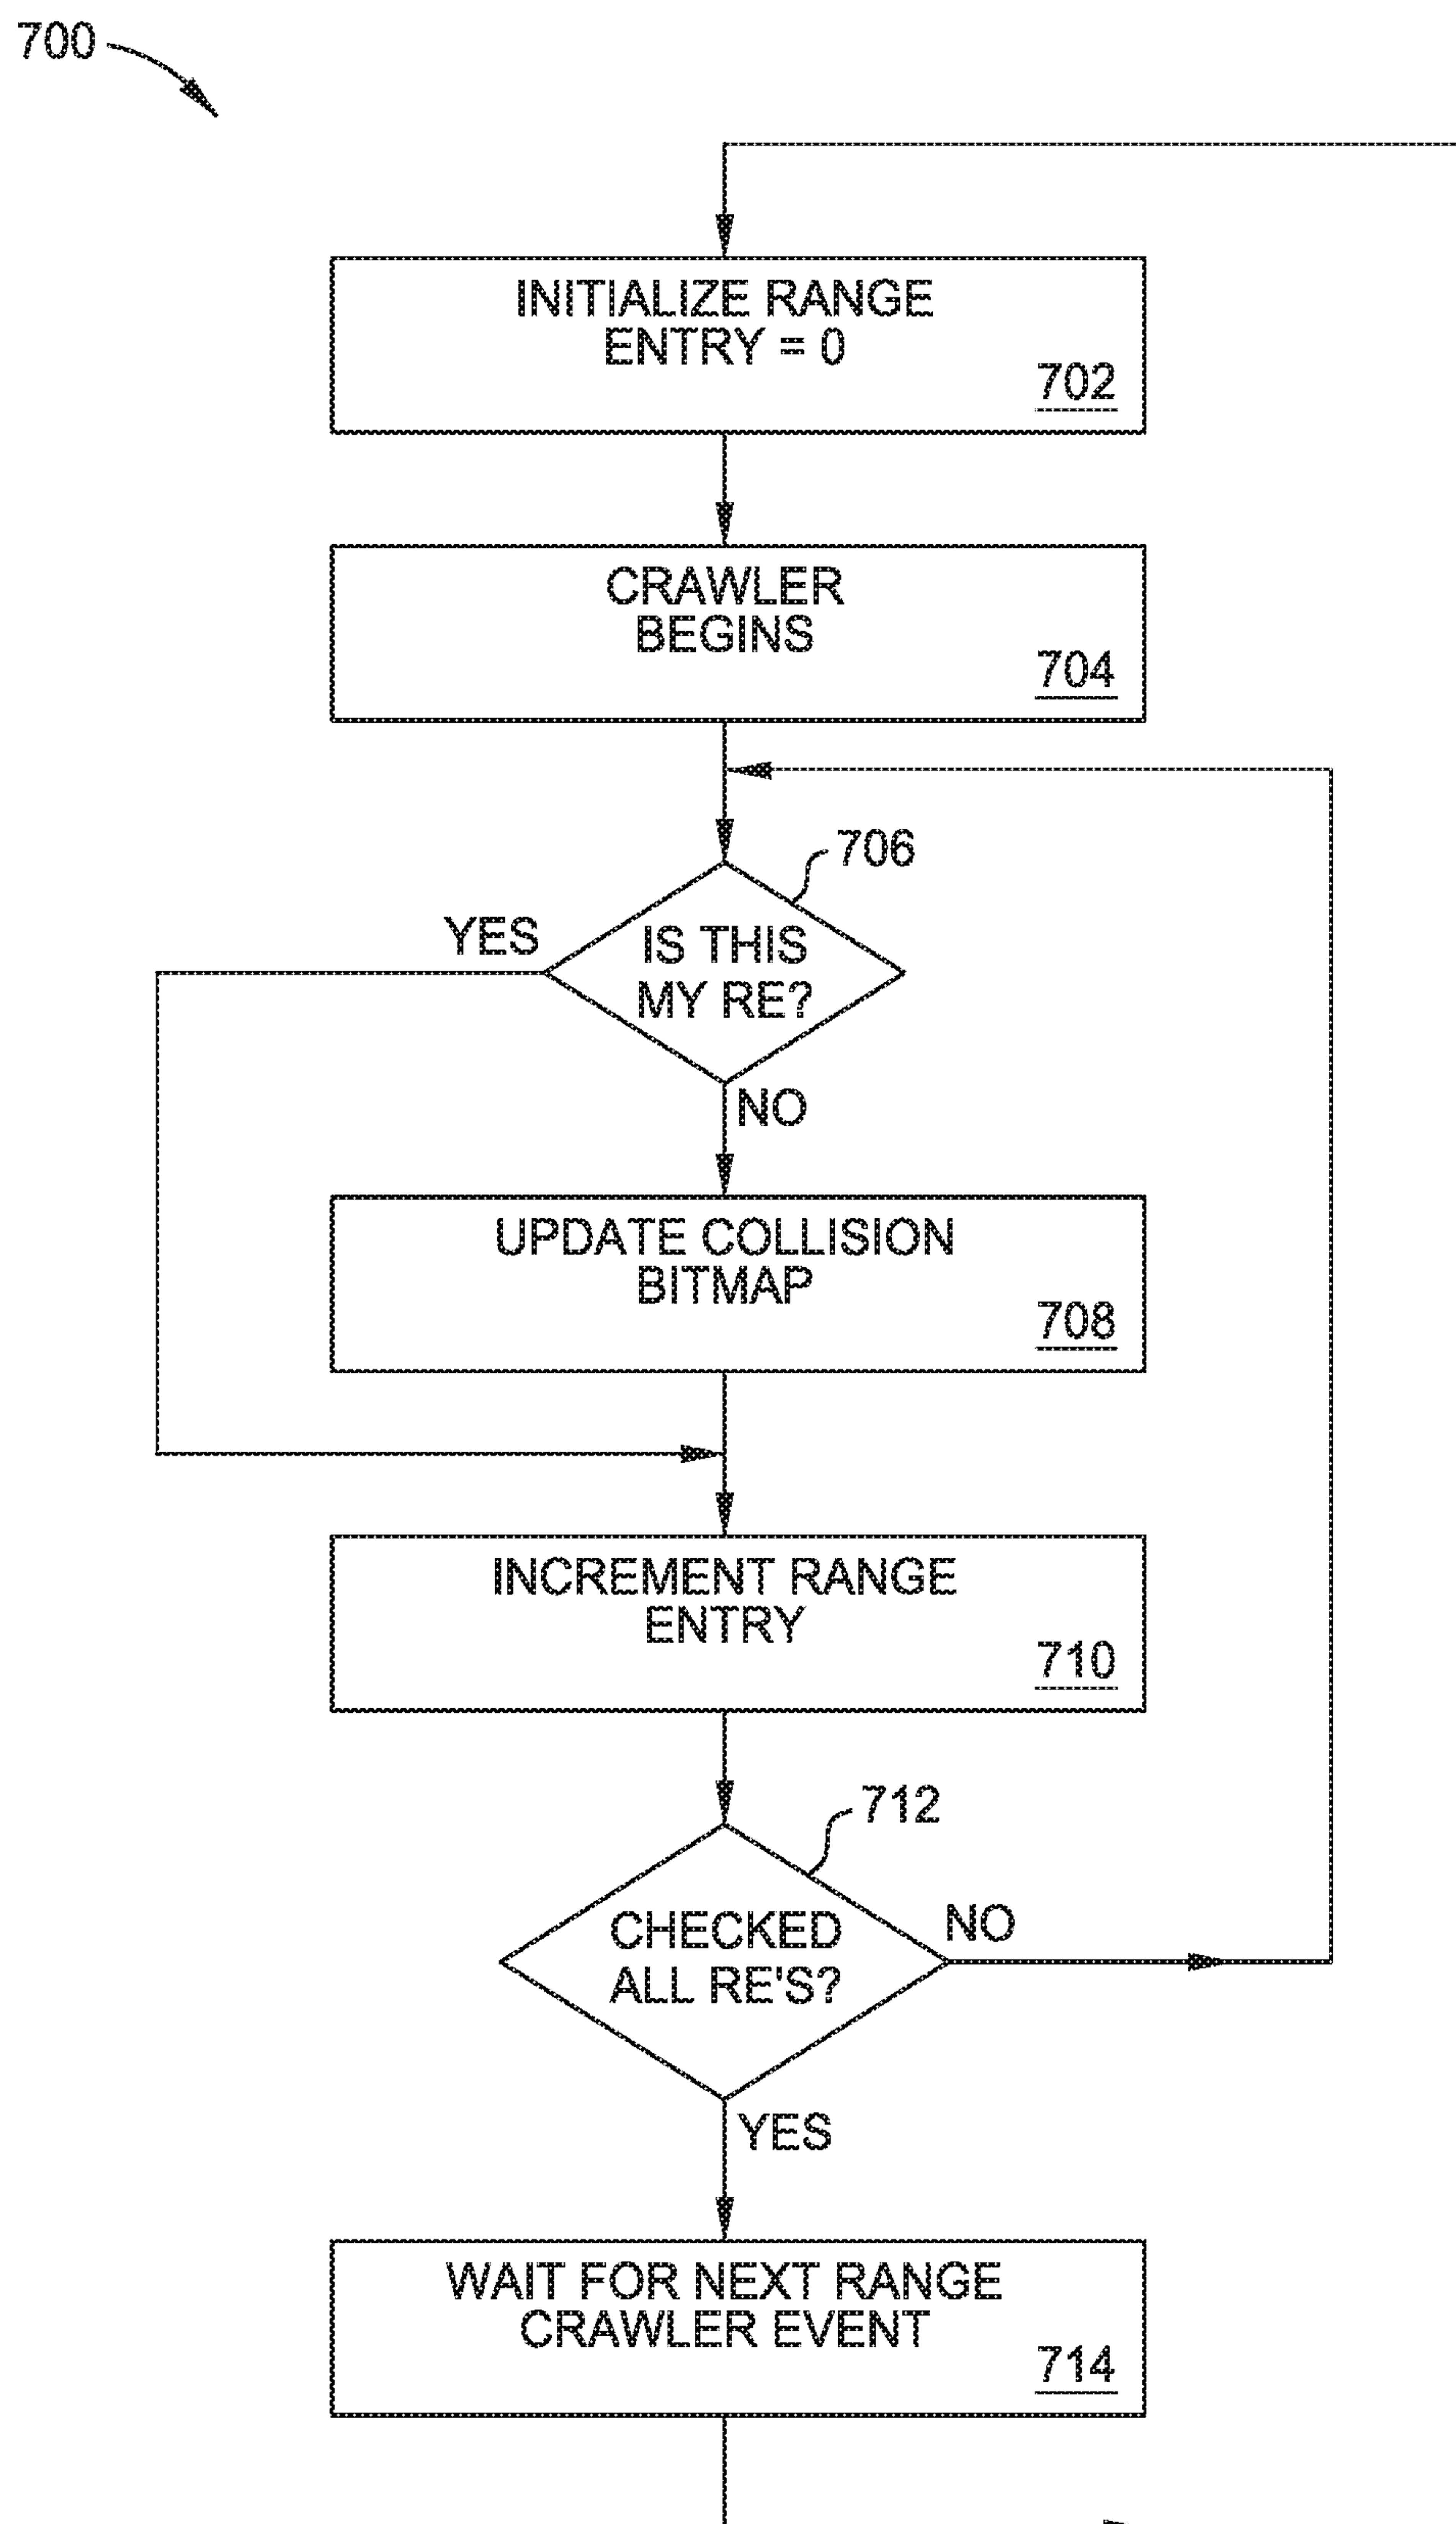 700
INITIALIZE RANGE
ENTRY = 0
702
CRAWLER
BEGINS
704
706
YES
IS THIS
MY RE?
NO
UPDATE COLLISION
BITMAP
708
INCREMENT RANGE
ENTRY
710
712
CHECKED
ALL RE'S?
NO
YES
WAIT FOR NEXT RANGE
CRAWLER EVENT
714